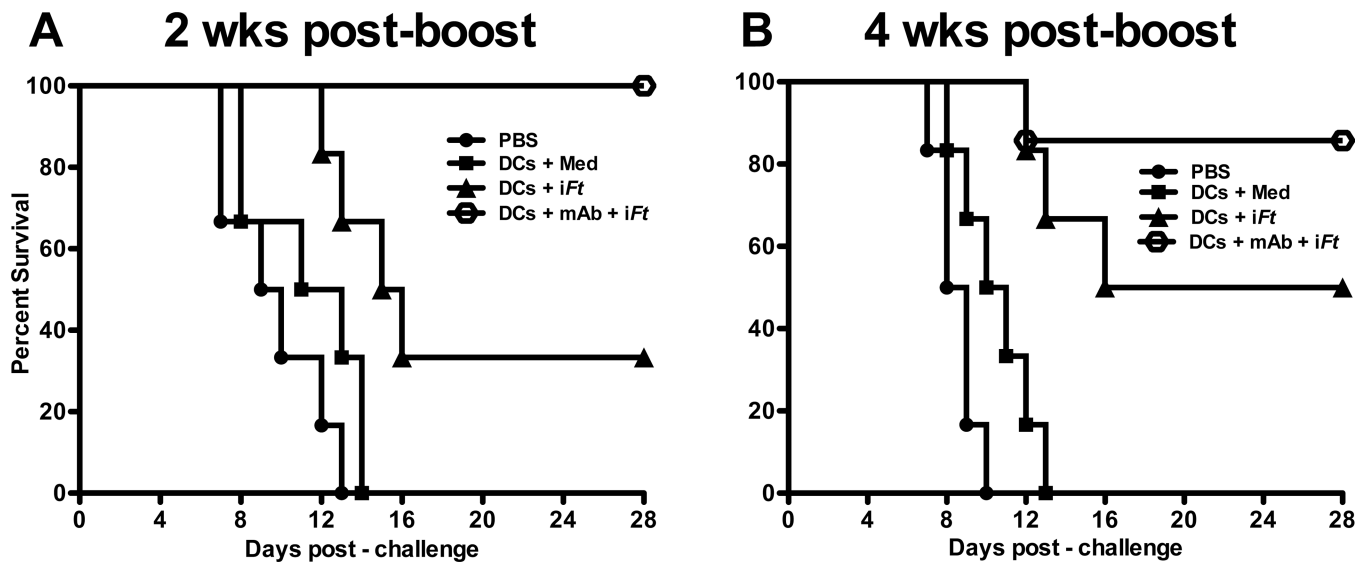 A 2 wks post-boost
Percent Survival
100
80
60
40
20
0
0 4 8 12 16 20 24 28
Days post - challenge
PBS
DCs + Med
DCs + iFt
DCs + mAb + iFt
B 4 wks post-boost
100
80
60
40
20
0
0 4 8 12 16 20 24 28
Days post - challenge
PBS
DCs + Med
DCs + iFt
DCs + mAb + iFt